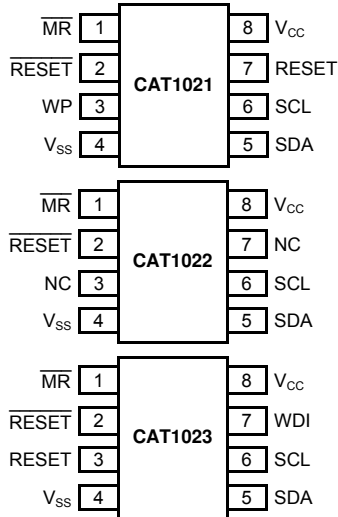 MR 1 8 VCC
RESET 2 7 RESET
CAT1021
WP 3 6 SCL
VSS 4 5 SDA
MR 1 8 VCC
RESET 2 7 NC
CAT1022
NC 3 6 SCL
VSS 4 5 SDA
MR 1 8 VCC
RESET 2 7 WDI
CAT1023
RESET 3 6 SCL
VSS 4 5 SDA